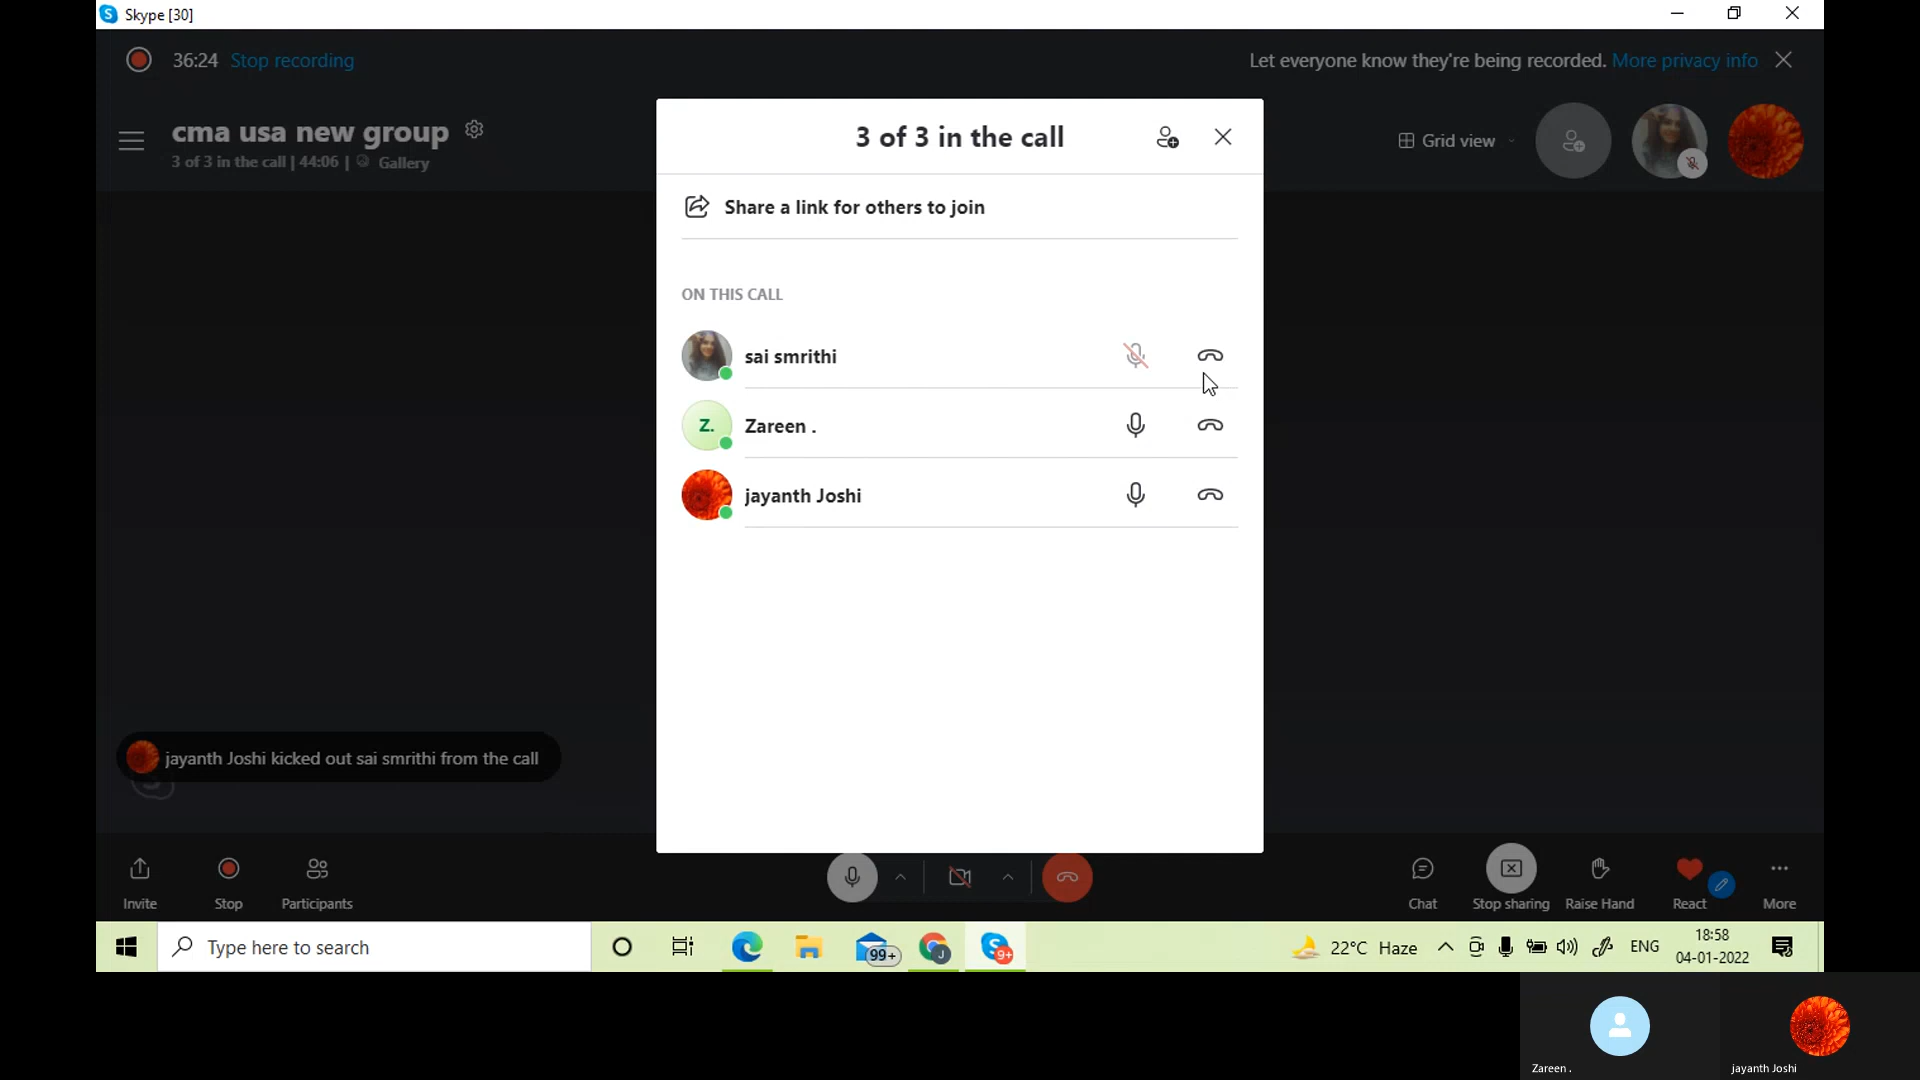 Skype [30]
36:24 Stop recording
Let everyone know they're being recorded. More privacy info
cma usa new group
3 of 3 in the call | 44:06 | Gallery
Grid view
3 of 3 in the call
Share a link for others to join
ON THIS CALL
sai smrithi
Z. Zareen .
jayanth Joshi
jayanth Joshi kicked out sai smrithi from the call
Invite
Stop
Participants
Chat
Stop sharing
Raise Hand
React
More
Type here to search
99+
J
9+
22°C Haze
ENG
18:58
04-01-2022
Zareen .
jayanth Joshi